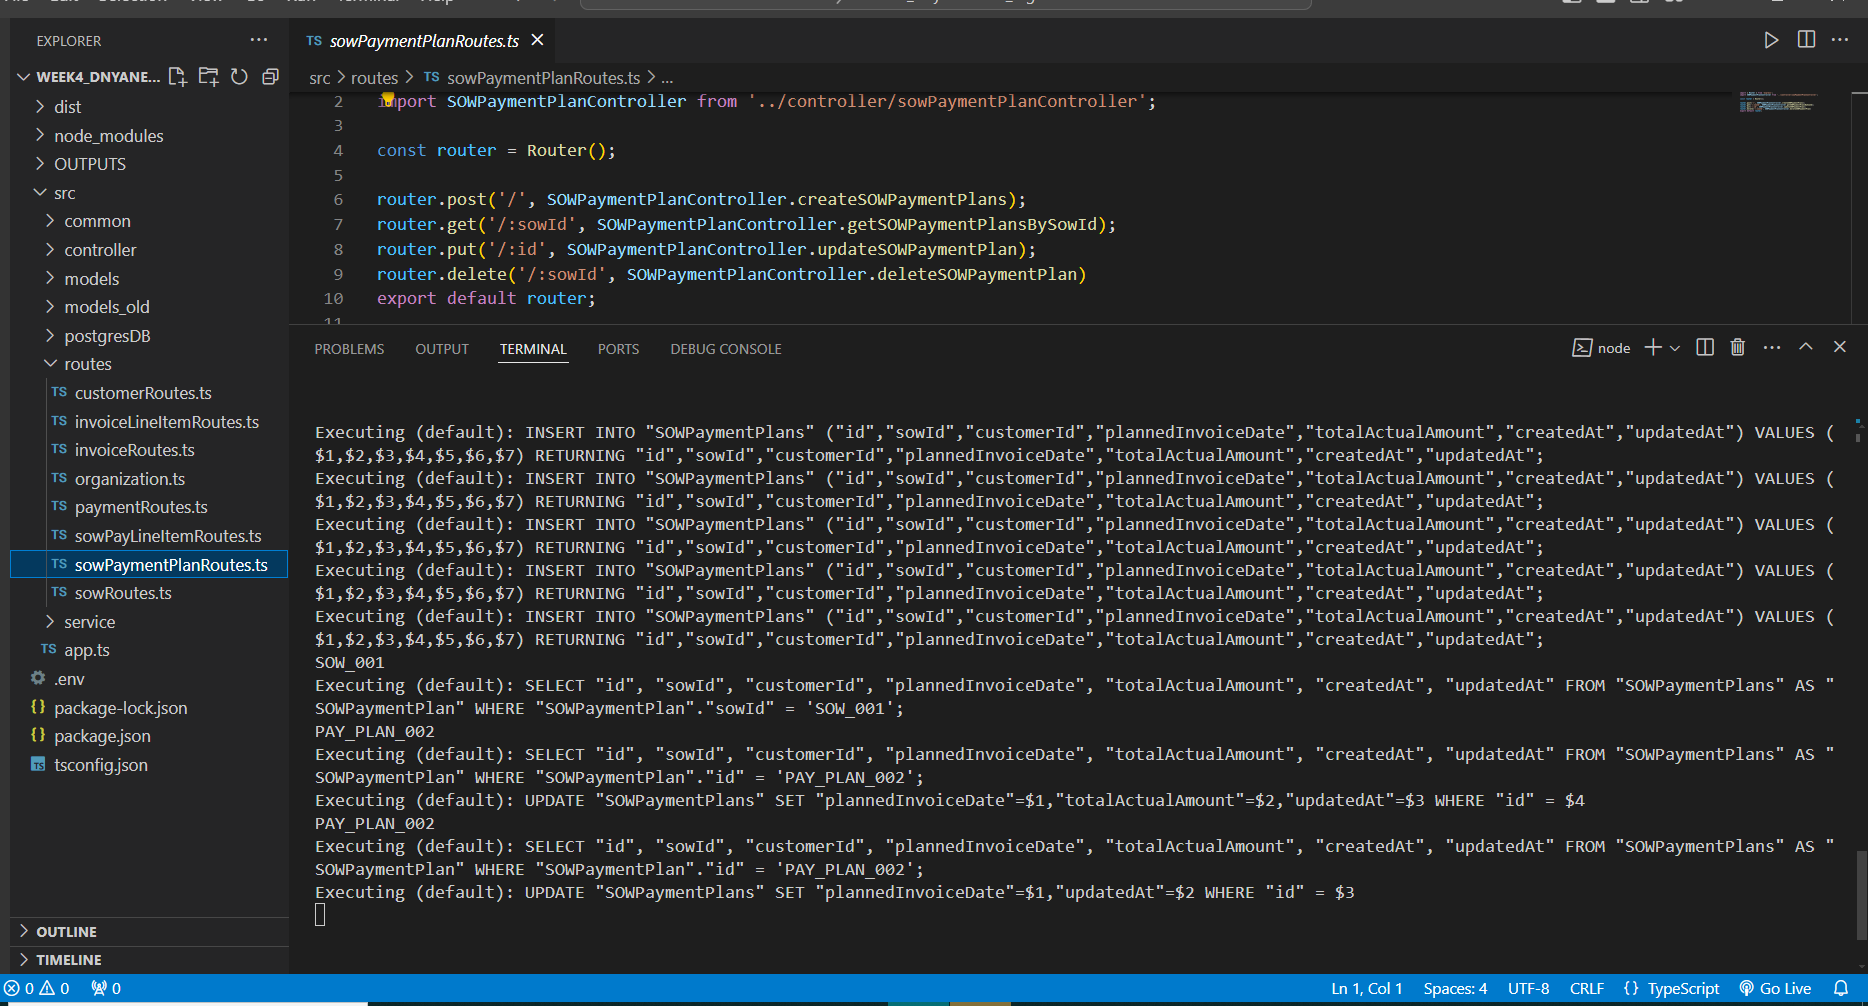 EXPLORER
WEEK4_DNYANE...
dist
node_modules
OUTPUTS
src
common
controller
models
models_old
postgresDB
routes
TS customerRoutes.ts
TS invoiceLineItemRoutes.ts
TS invoiceRoutes.ts
TS organization.ts
TS paymentRoutes.ts
TS sowPayLineItemRoutes.ts
TS sowPaymentPlanRoutes.ts
TS sowRoutes.ts
service
TS app.ts
.env
{} package-lock.json
{} package.json
TS tsconfig.json
OUTLINE
TIMELINE
TS sowPaymentPlanRoutes.ts
src > routes > TS sowPaymentPlanRoutes.ts > ...
2 import SOWPaymentPlanController from '../controller/sowPaymentPlanController';
3
4 const router = Router();
5
6 router.post('/', SOWPaymentPlanController.createSOWPaymentPlans);
7 router.get('/:sowId', SOWPaymentPlanController.getSOWPaymentPlansBySowId);
8 router.put('/:id', SOWPaymentPlanController.updateSOWPaymentPlan);
9 router.delete('/:sowId', SOWPaymentPlanController.deleteSOWPaymentPlan)
10 export default router;
11
PROBLEMS OUTPUT TERMINAL PORTS DEBUG CONSOLE
node
Executing (default): INSERT INTO "SOWPaymentPlans" ("id","sowId","customerId","plannedInvoiceDate","totalActualAmount","createdAt","updatedAt") VALUES (
$1,$2,$3,$4,$5,$6,$7) RETURNING "id","sowId","customerId","plannedInvoiceDate","totalActualAmount","createdAt","updatedAt";
Executing (default): INSERT INTO "SOWPaymentPlans" ("id","sowId","customerId","plannedInvoiceDate","totalActualAmount","createdAt","updatedAt") VALUES (
$1,$2,$3,$4,$5,$6,$7) RETURNING "id","sowId","customerId","plannedInvoiceDate","totalActualAmount","createdAt","updatedAt";
Executing (default): INSERT INTO "SOWPaymentPlans" ("id","sowId","customerId","plannedInvoiceDate","totalActualAmount","createdAt","updatedAt") VALUES (
$1,$2,$3,$4,$5,$6,$7) RETURNING "id","sowId","customerId","plannedInvoiceDate","totalActualAmount","createdAt","updatedAt";
Executing (default): INSERT INTO "SOWPaymentPlans" ("id","sowId","customerId","plannedInvoiceDate","totalActualAmount","createdAt","updatedAt") VALUES (
$1,$2,$3,$4,$5,$6,$7) RETURNING "id","sowId","customerId","plannedInvoiceDate","totalActualAmount","createdAt","updatedAt";
Executing (default): INSERT INTO "SOWPaymentPlans" ("id","sowId","customerId","plannedInvoiceDate","totalActualAmount","createdAt","updatedAt") VALUES (
$1,$2,$3,$4,$5,$6,$7) RETURNING "id","sowId","customerId","plannedInvoiceDate","totalActualAmount","createdAt","updatedAt";
SOW_001
Executing (default): SELECT "id", "sowId", "customerId", "plannedInvoiceDate", "totalActualAmount", "createdAt", "updatedAt" FROM "SOWPaymentPlans" AS "
SOWPaymentPlan" WHERE "SOWPaymentPlan"."sowId" = 'SOW_001';
PAY_PLAN_002
Executing (default): SELECT "id", "sowId", "customerId", "plannedInvoiceDate", "totalActualAmount", "createdAt", "updatedAt" FROM "SOWPaymentPlans" AS "
SOWPaymentPlan" WHERE "SOWPaymentPlan"."id" = 'PAY_PLAN_002';
Executing (default): UPDATE "SOWPaymentPlans" SET "plannedInvoiceDate"=$1,"totalActualAmount"=$2,"updatedAt"=$3 WHERE "id" = $4
PAY_PLAN_002
Executing (default): SELECT "id", "sowId", "customerId", "plannedInvoiceDate", "totalActualAmount", "createdAt", "updatedAt" FROM "SOWPaymentPlans" AS "
SOWPaymentPlan" WHERE "SOWPaymentPlan"."id" = 'PAY_PLAN_002';
Executing (default): UPDATE "SOWPaymentPlans" SET "plannedInvoiceDate"=$1,"updatedAt"=$2 WHERE "id" = $3
0 0 0 Ln 1, Col 1 Spaces: 4 UTF-8 CRLF {} TypeScript Go Live